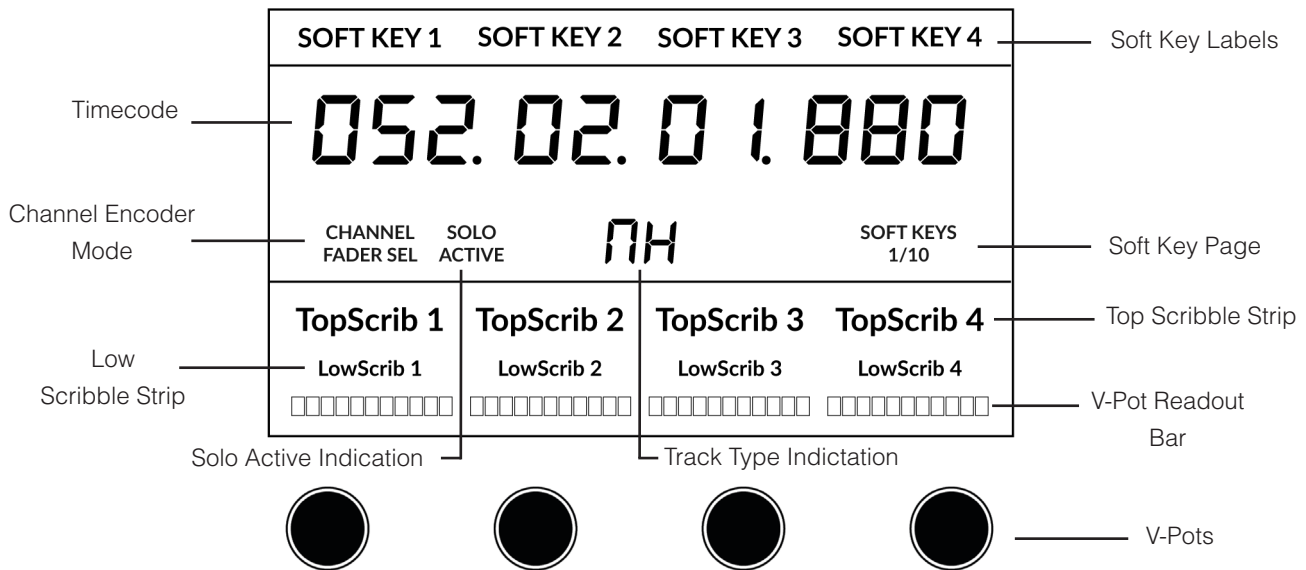 SOFT KEY 1 SOFT KEY 2 SOFT KEY 3 SOFT KEY 4
Soft Key Labels
Timecode
052. 02. 01. 880
Channel Encoder
Mode
CHANNEL
FADER SEL
SOLO
ACTIVE
ПH
SOFT KEYS
1/10
Soft Key Page
TopScrib 1 TopScrib 2 TopScrib 3 TopScrib 4
Top Scribble Strip
Low
Scribble Strip
LowScrib 1 LowScrib 2 LowScrib 3 LowScrib 4
V-Pot Readout
Bar
Solo Active Indication
Track Type Indictation
V-Pots